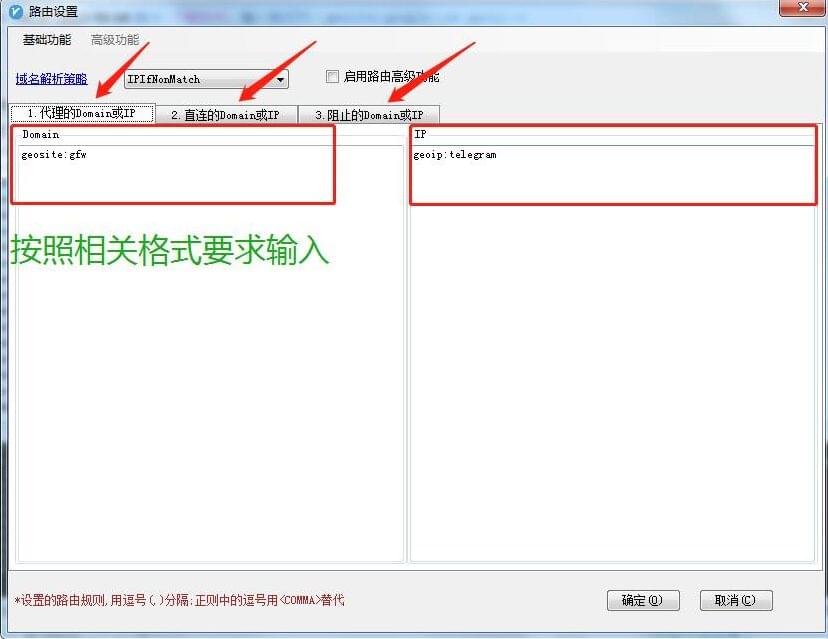 路由设置
基础功能 高级功能
域名解析策略 IPIfNonMatch 启用路由高级功能
1.代理的Domain或IP 2.直连的Domain或IP 3.阻止的Domain或IP
Domain IP
geosite:gfw geoip:telegram
按照相关格式要求输入
*设置的路由规则,用逗号(,)分隔;正则中的逗号用<COMMA>替代 确定(O) 取消(C)